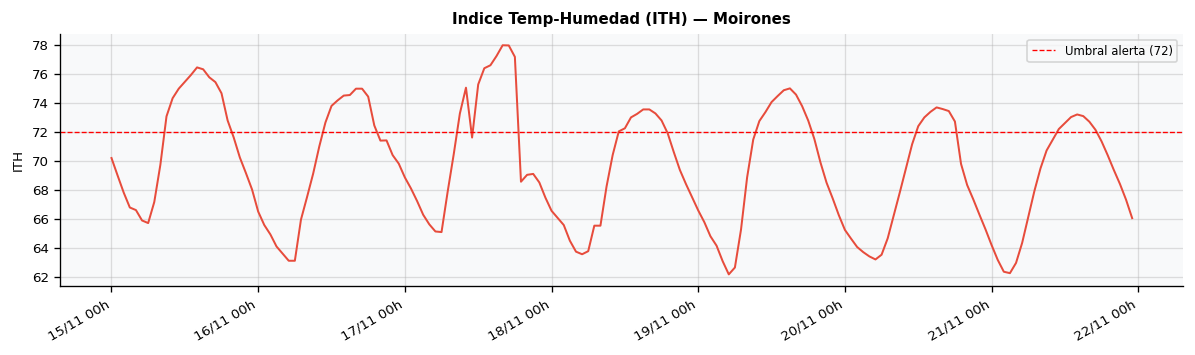 Indice Temp-Humedad (ITH) — Moirones
Umbral alerta (72)
ITH
78
76
74
72
70
68
66
64
62
15/11 00h
16/11 00h
17/11 00h
18/11 00h
19/11 00h
20/11 00h
21/11 00h
22/11 00h